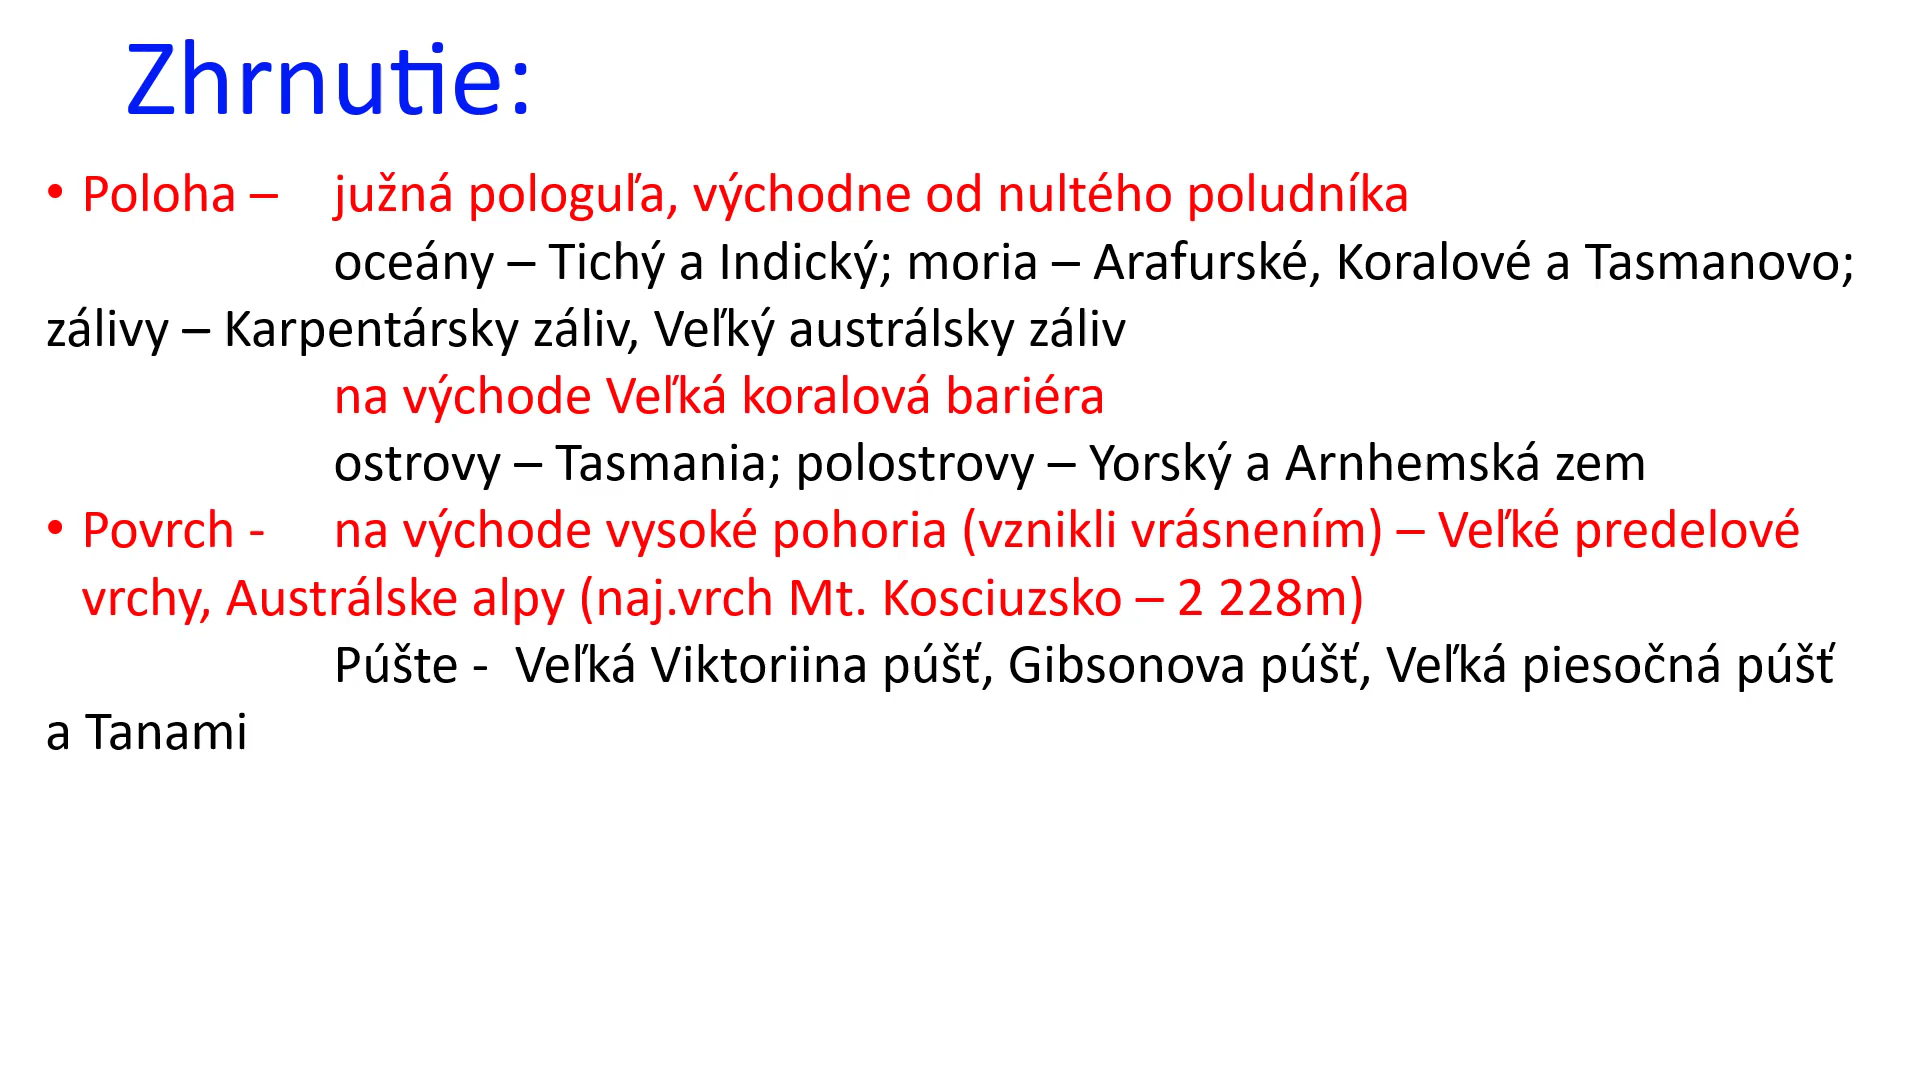 Zhrnutie:
• Poloha – južná pologuľa, východne od nultého poludníka
oceány – Tichý a Indický; moria – Arafurské, Koralové a Tasmanovo;
zálivy – Karpentársky záliv, Veľký austrálsky záliv
na východe Veľká koralová bariéra
ostrovy – Tasmania; polostrovy – Yorský a Arnhemská zem
• Povrch - na východe vysoké pohoria (vznikli vrásnením) – Veľké predelové
vrchy, Austrálske alpy (naj.vrch Mt. Kosciuzsko – 2 228m)
Púšte - Veľká Viktoriina púšť, Gibsonova púšť, Veľká piesočná púšť
a Tanami